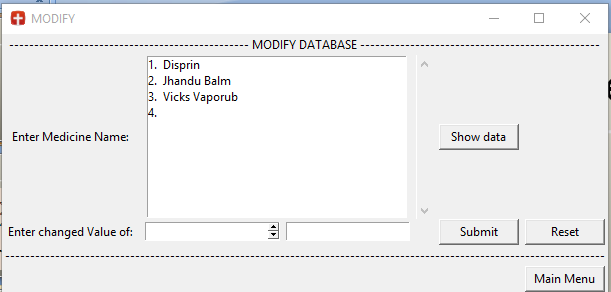 MODIFY
MODIFY DATABASE
1. Disprin
2. Jhandu Balm
3. Vicks Vaporub
4.
Enter Medicine Name:
Show data
Enter changed Value of:
Submit
Reset
Main Menu